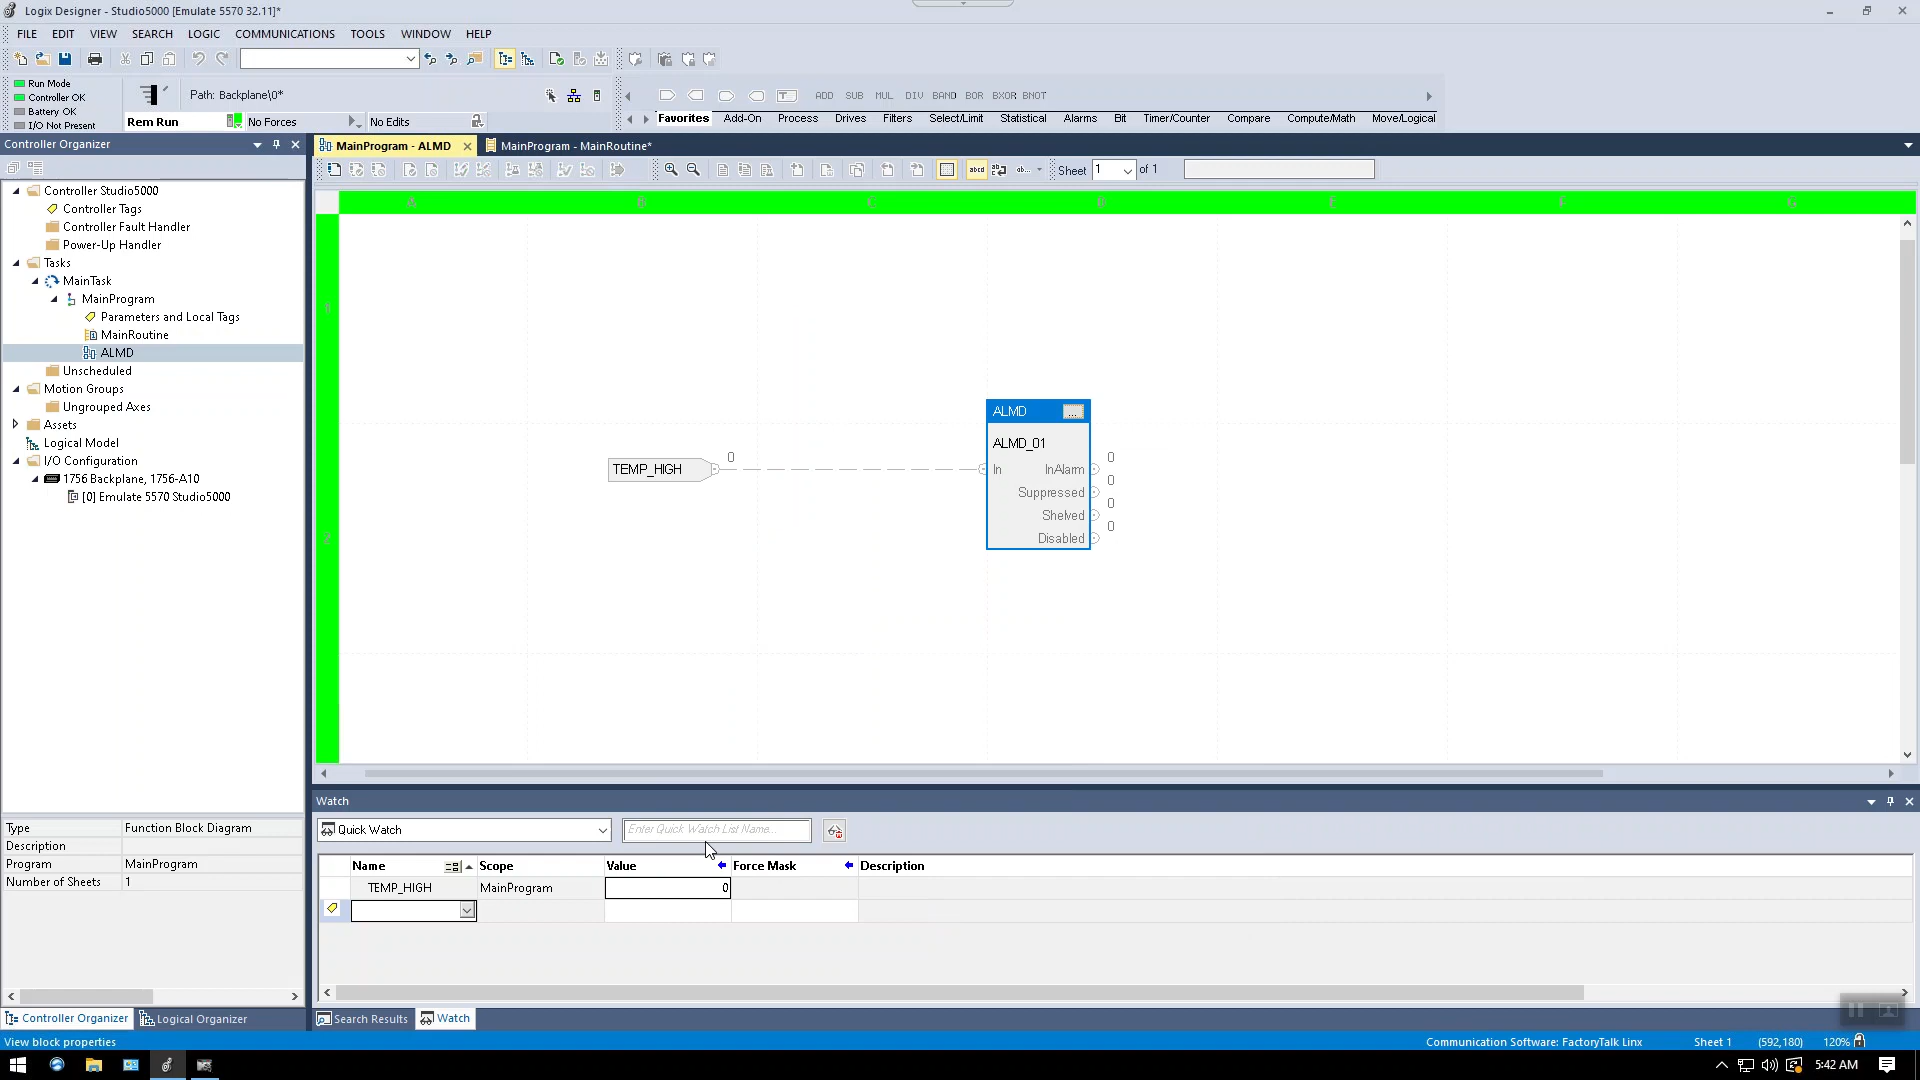 Logix Designer - Studio5000 [Emulate 5570 32.11]*
FILE EDIT VIEW SEARCH LOGIC COMMUNICATIONS TOOLS WINDOW HELP
Run Mode
Controller OK
Battery OK
I/O Not Present
Path: Backplane\0*
Rem Run No Forces No Edits
ADD SUB MUL DIV BAND BOR BXOR BNOT
Favorites Add-On Process Drives Filters Select/Limit Statistical Alarms Bit Timer/Counter Compare Compute/Math Move/Logical
Controller Organizer
MainProgram - ALMD
MainProgram - MainRoutine*
abcd ab... Sheet 1 of 1
A B C D E F G
1
2
Controller Studio5000
Controller Tags
Controller Fault Handler
Power-Up Handler
Tasks
MainTask
MainProgram
Parameters and Local Tags
MainRoutine
ALMD
Unscheduled
Motion Groups
Ungrouped Axes
Assets
Logical Model
I/O Configuration
1756 Backplane, 1756-A10
[0] Emulate 5570 Studio5000
TEMP_HIGH 0
ALMD ...
ALMD_01
In InAlarm 0
Suppressed 0
Shelved 0
Disabled 0
Type Function Block Diagram
Description
Program MainProgram
Number of Sheets 1
Watch
Quick Watch Enter Quick Watch List Name...
Name Scope Value Force Mask Description
TEMP_HIGH MainProgram 0
Controller Organizer Logical Organizer
Search Results Watch
View block properties
Communication Software: FactoryTalk Linx Sheet 1 (592,180) 120%
5:42 AM